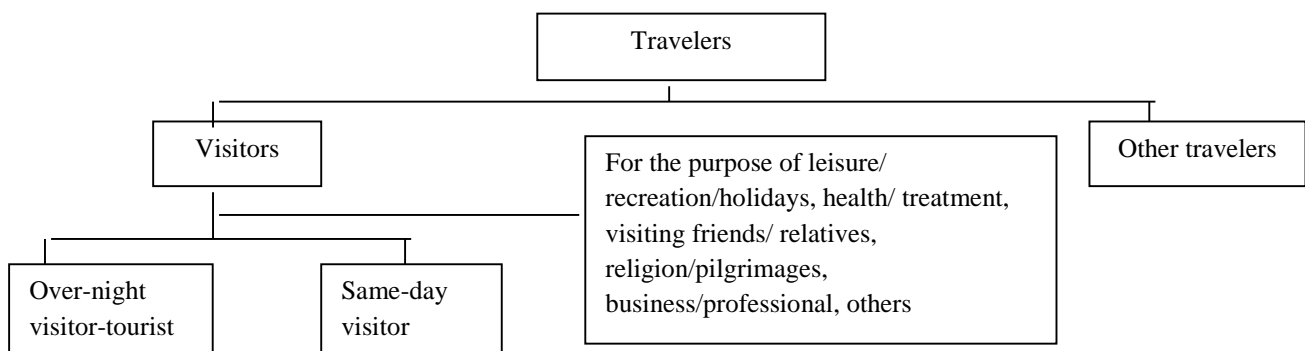 Travelers
Visitors
For the purpose of leisure/
recreation/holidays, health/ treatment,
visiting friends/ relatives,
religion/pilgrimages,
business/professional, others
Other travelers
Over-night
visitor-tourist
Same-day
visitor